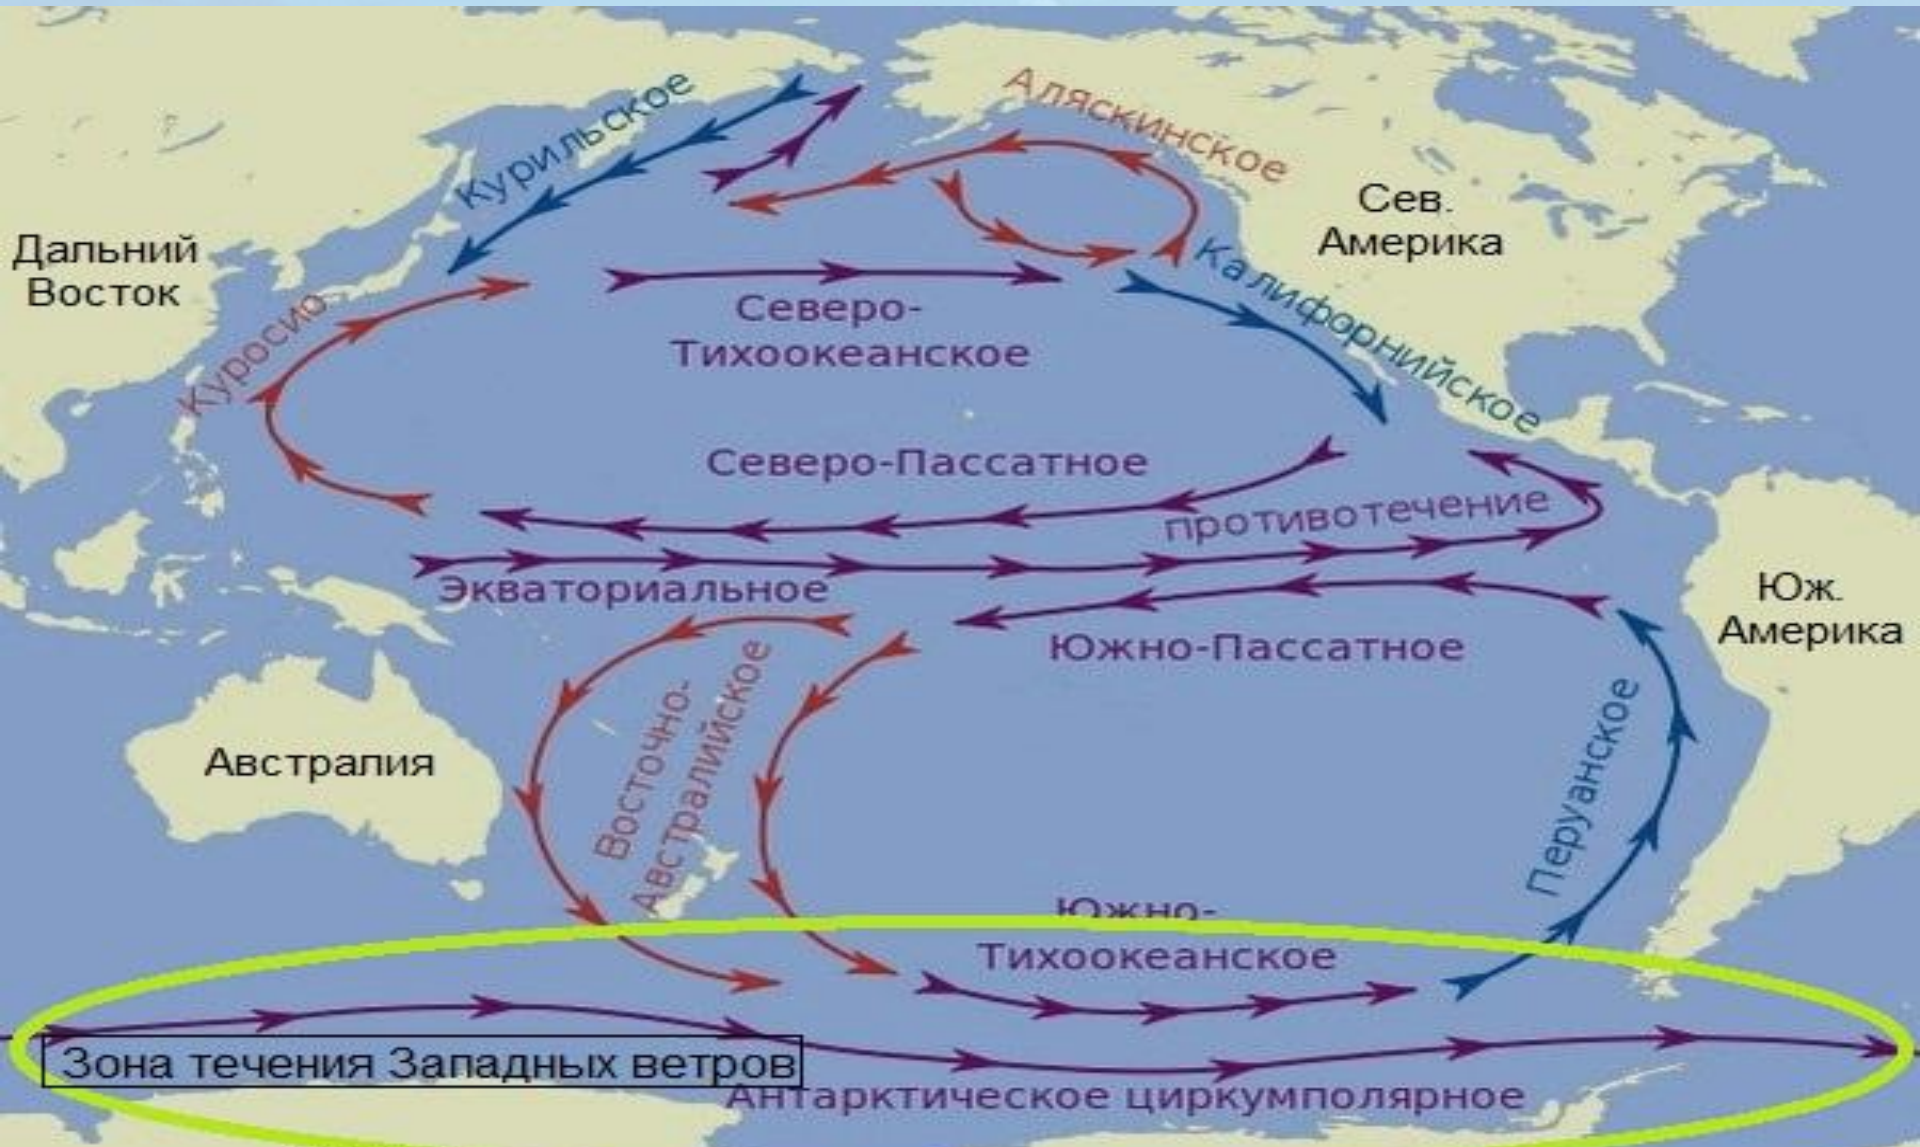 Курильское
Аляскинское
Сев.
Америка
Дальний
Восток
Куросио
Калифорнийское
Северо-
Тихоокеанское
Северо-Пассатное
противотечение
Экваториальное
Южно-Пассатное
Юж.
Америка
Восточно-
Австралийское
Австралия
Перуанское
Южно-
Тихоокеанское
Зона течения Западных ветров
Антарктическое циркумполярное